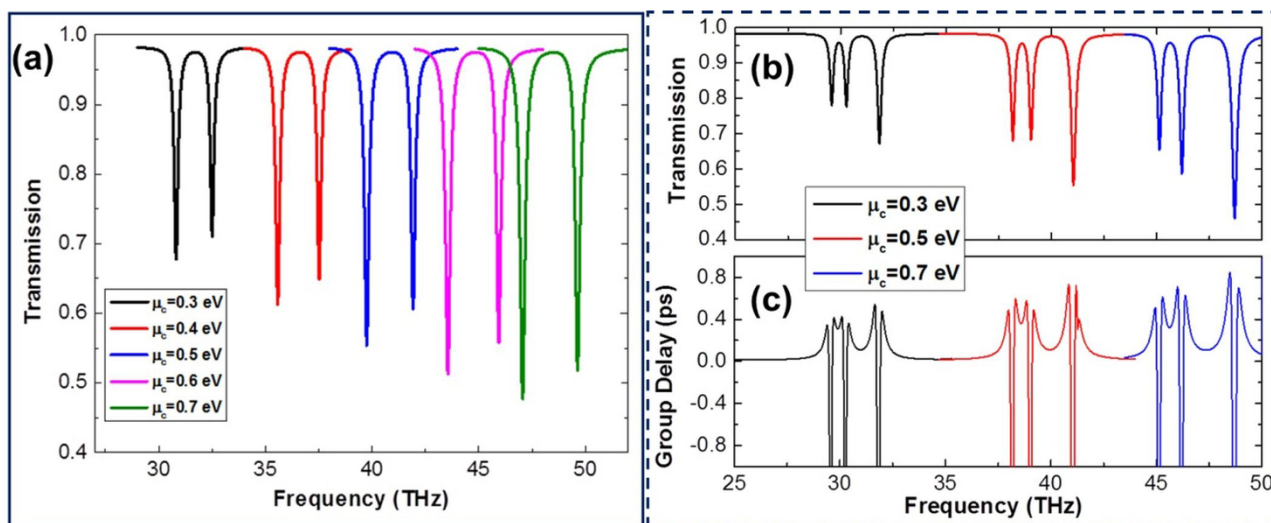 (a)
1.0
0.9
0.8
0.7
0.6
0.5
0.4
Transmission
μc=0.3 eV
μc=0.4 eV
μc=0.5 eV
μc=0.6 eV
μc=0.7 eV
30 35 40 45 50
Frequency (THz)
(b)
1.0
0.9
0.8
0.7
0.6
0.5
0.4
Transmission
μc=0.3 eV
μc=0.5 eV
μc=0.7 eV
(c)
0.8
0.4
0.0
-0.4
-0.8
Group Delay (ps)
25 30 35 40 45 50
Frequency (THz)